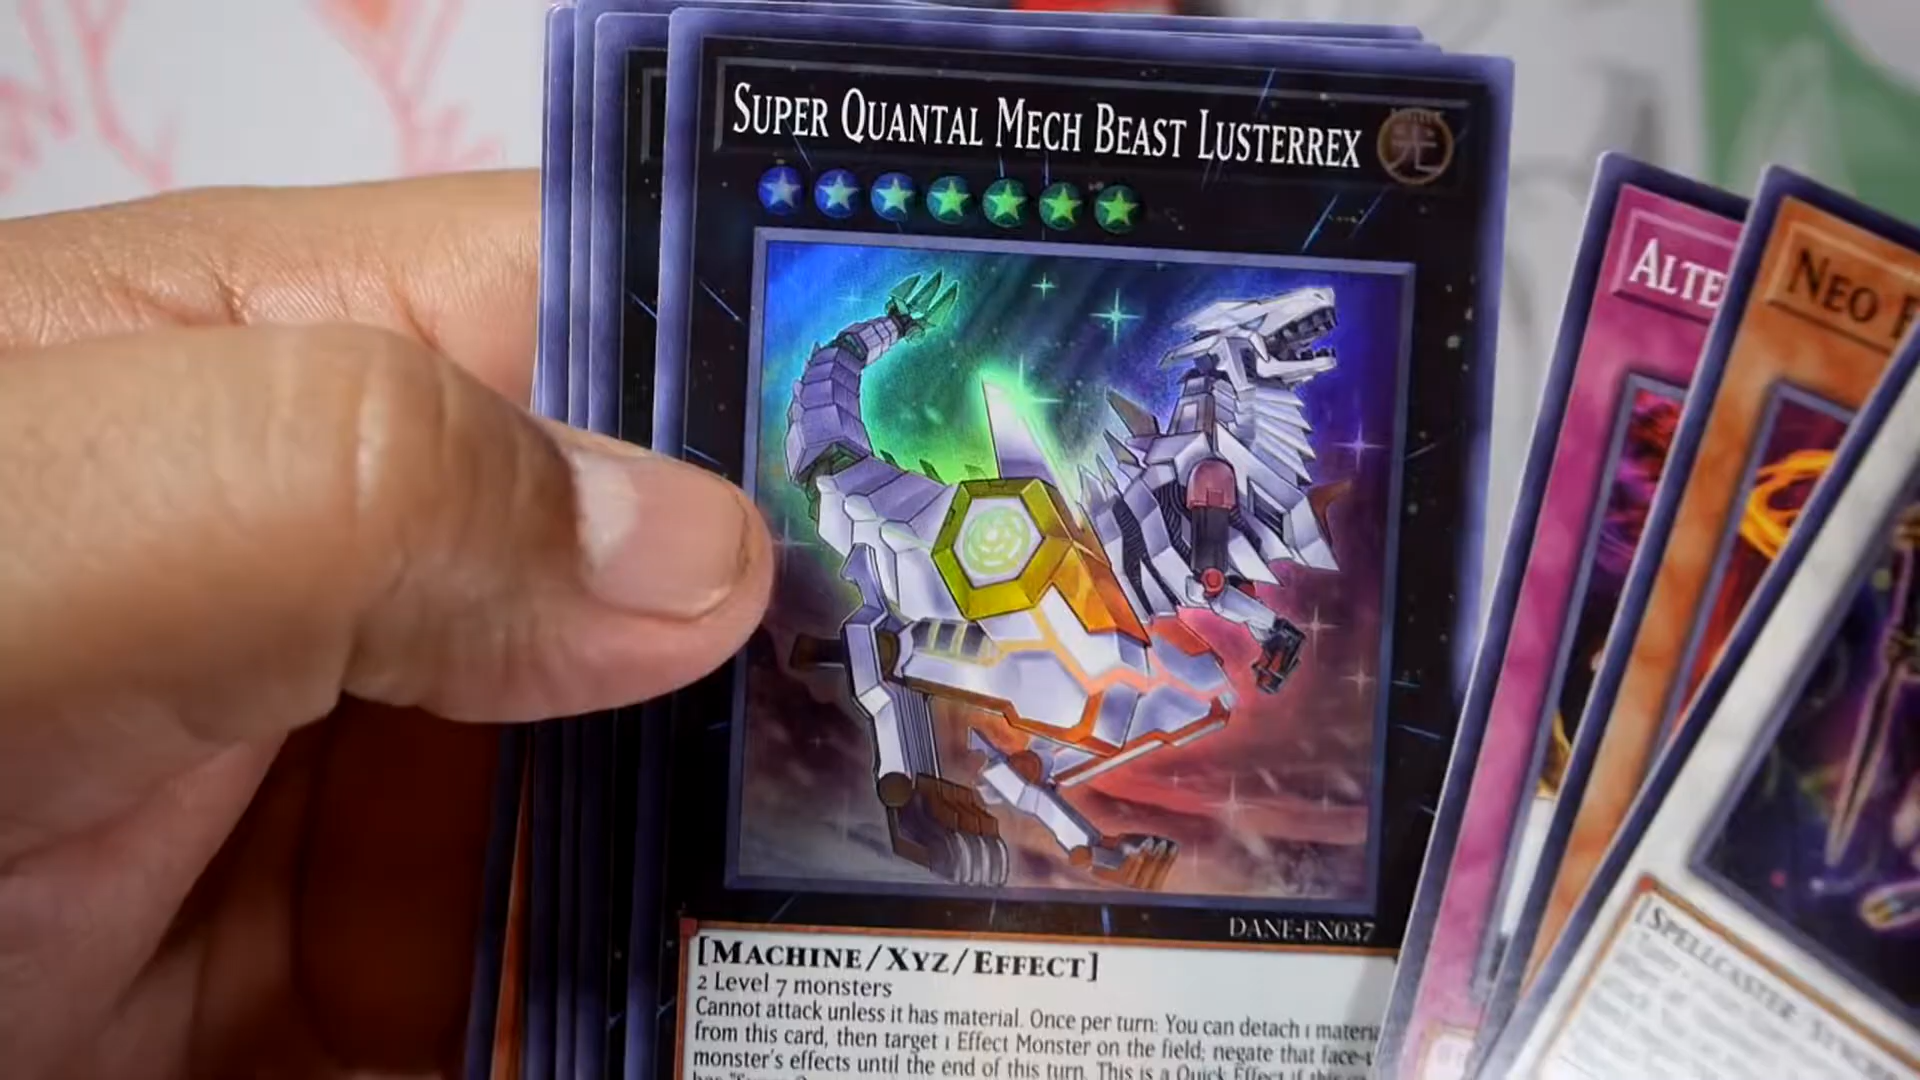 SUPER QUANTAL MECH BEAST LUSTERREX
光
ALTE
NEO
DANE-EN037
[MACHINE/XYZ/EFFECT]
2 Level 7 monsters
Cannot attack unless it has material. Once per turn: You can detach 1 materia
from this card, then target 1 Effect Monster on the field; negate that face-u
monster's effects until the end of this turn. This is a Quick Effect if this
[SPELLCASTER